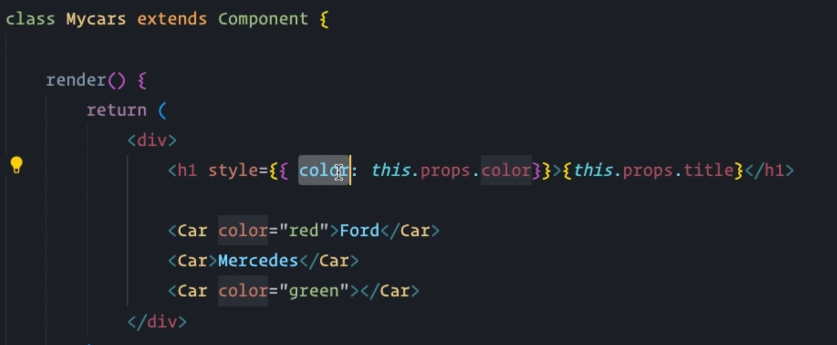 class Mycars extends Component {
render() {
return (
<div>
<h1 style={{ color: this.props.color}}>{this.props.title}</h1>
<Car color="red">Ford</Car>
<Car>Mercedes</Car>
<Car color="green"></Car>
</div>